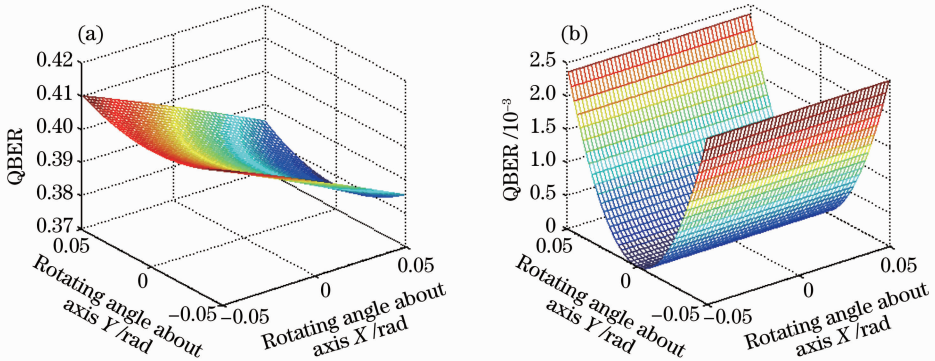 (a)
0.42
0.41
0.40
0.39
0.38
0.37
QBER
0.05
0
−0.05
Rotating angle about
axis Y/rad
−0.05
0
0.05
Rotating angle about
axis X/rad
(b)
2.5
2.0
1.5
1.0
0.5
0
QBER/10⁻³
0.05
0
−0.05
Rotating angle about
axis Y/rad
−0.05
0
0.05
Rotating angle about
axis X/rad